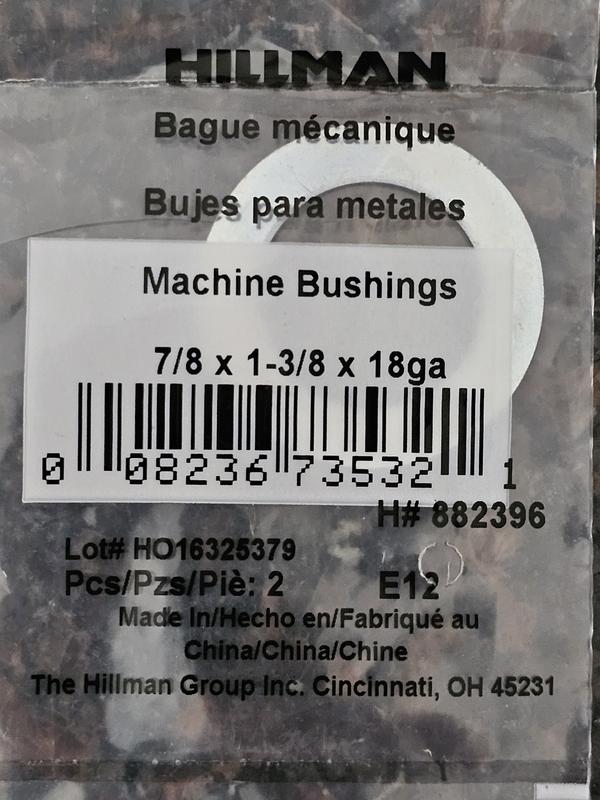 HILLMAN
Bague mécanique
Bujes para metales
Machine Bushings
7/8 x 1-3/8 x 18ga
0 08236 73532 1
H# 882396
Lot# HO16325379
Pcs/Pzs/Piè: 2 E12
Made In/Hecho en/Fabriqué au
China/China/Chine
The Hillman Group Inc. Cincinnati, OH 45231